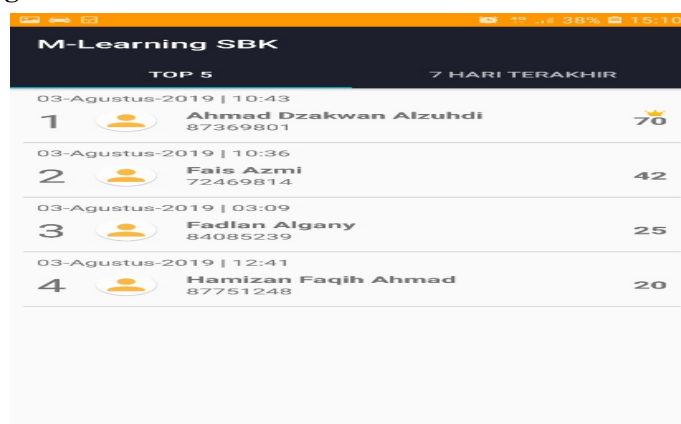 38% 15:10
M-Learning SBK
TOP 5 7 HARI TERAKHIR
03-Agustus-2019 | 10:43
1 Ahmad Dzakwan Alzuhdi 70
87369801
03-Agustus-2019 | 10:36
2 Fais Azmi 42
72469814
03-Agustus-2019 | 03:09
3 Fadlan Algany 25
84085239
03-Agustus-2019 | 12:41
4 Hamizan Faqih Ahmad 20
87751248